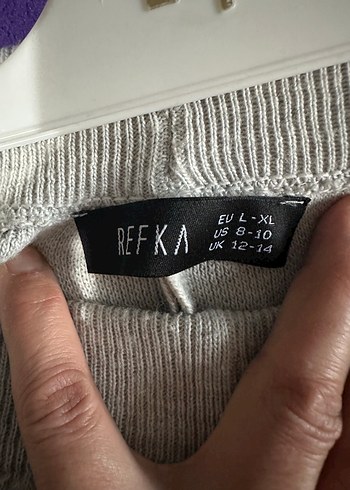 REFKA
EU L-XL
US 8-10
UK 12-14